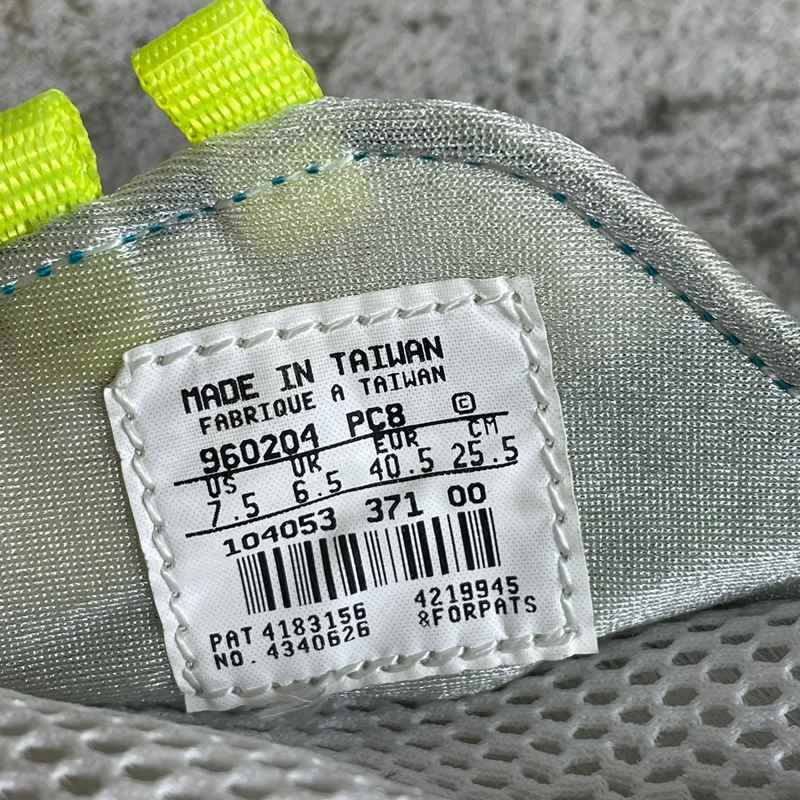 MADE IN TAIWAN
FABRIQUE A TAIWAN
960204 PC8 ©
US UK EUR CM
7.5 6.5 40.5 25.5
104053 371 00
PAT 4183156 4219945
NO. 4340626 &FORPATS